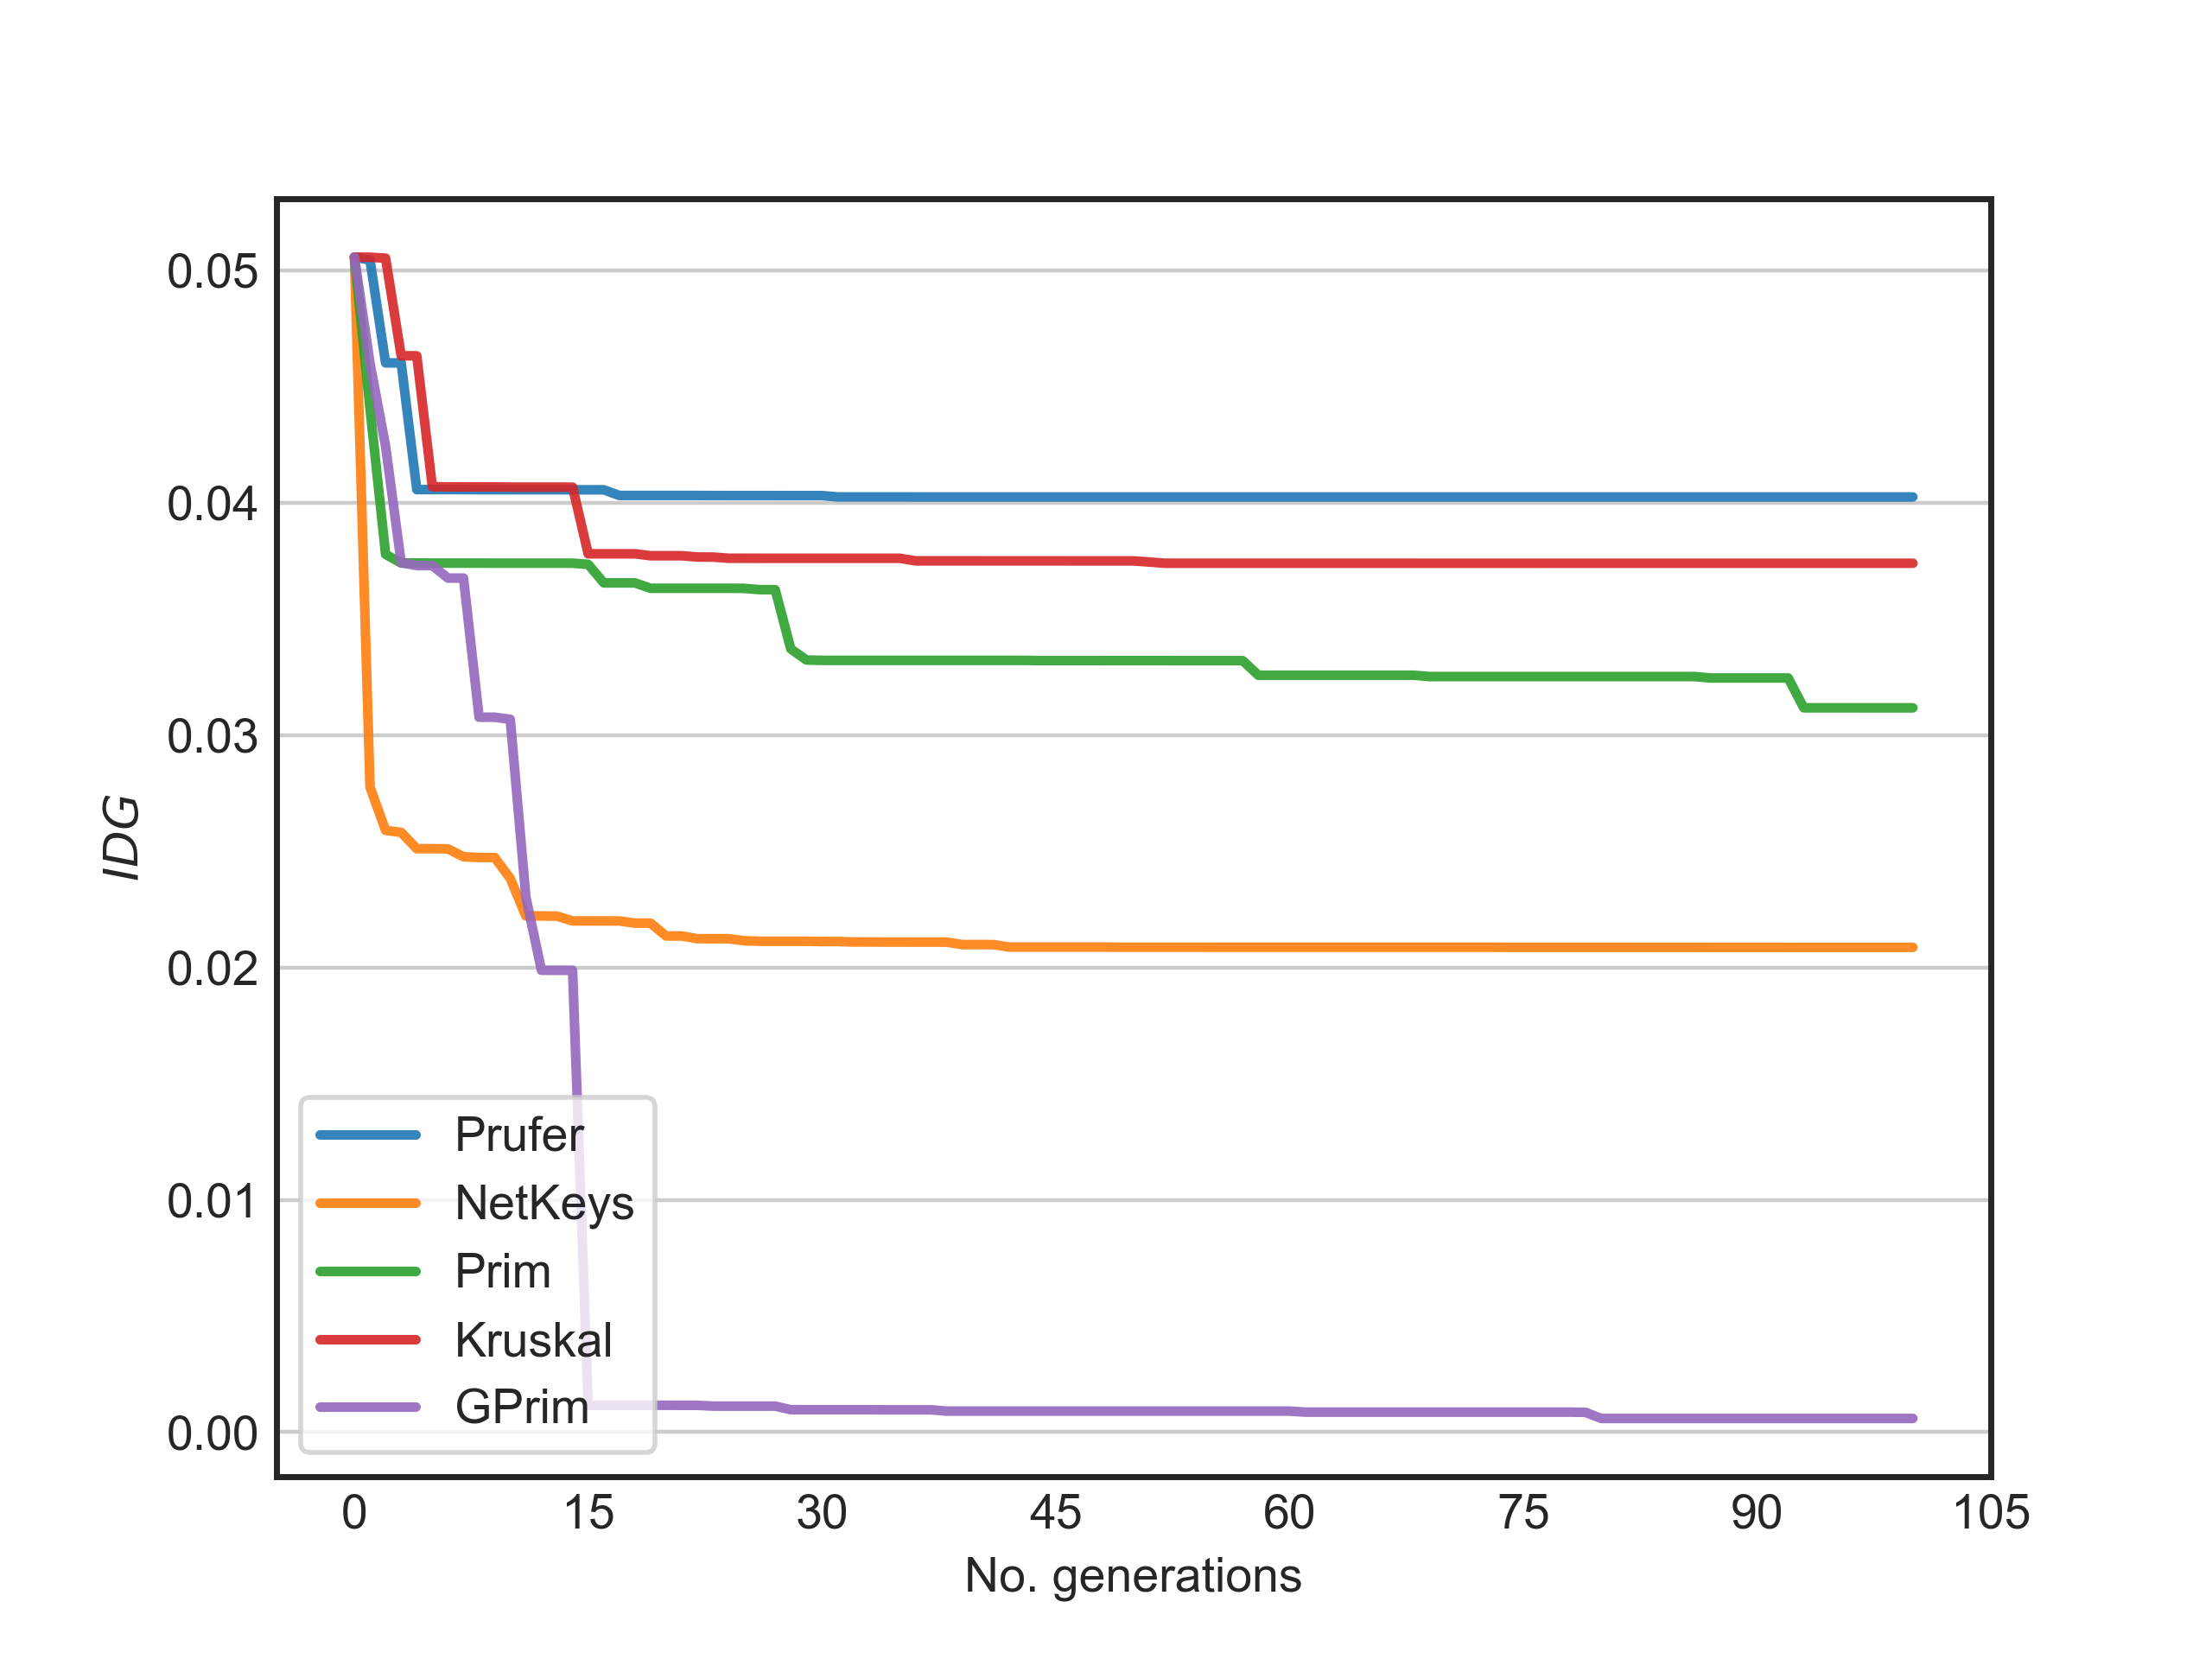 0.05
0.04
0.03
0.02
0.01
0.00
IDG
Prufer
NetKeys
Prim
Kruskal
GPrim
0 15 30 45 60 75 90 105
No. generations